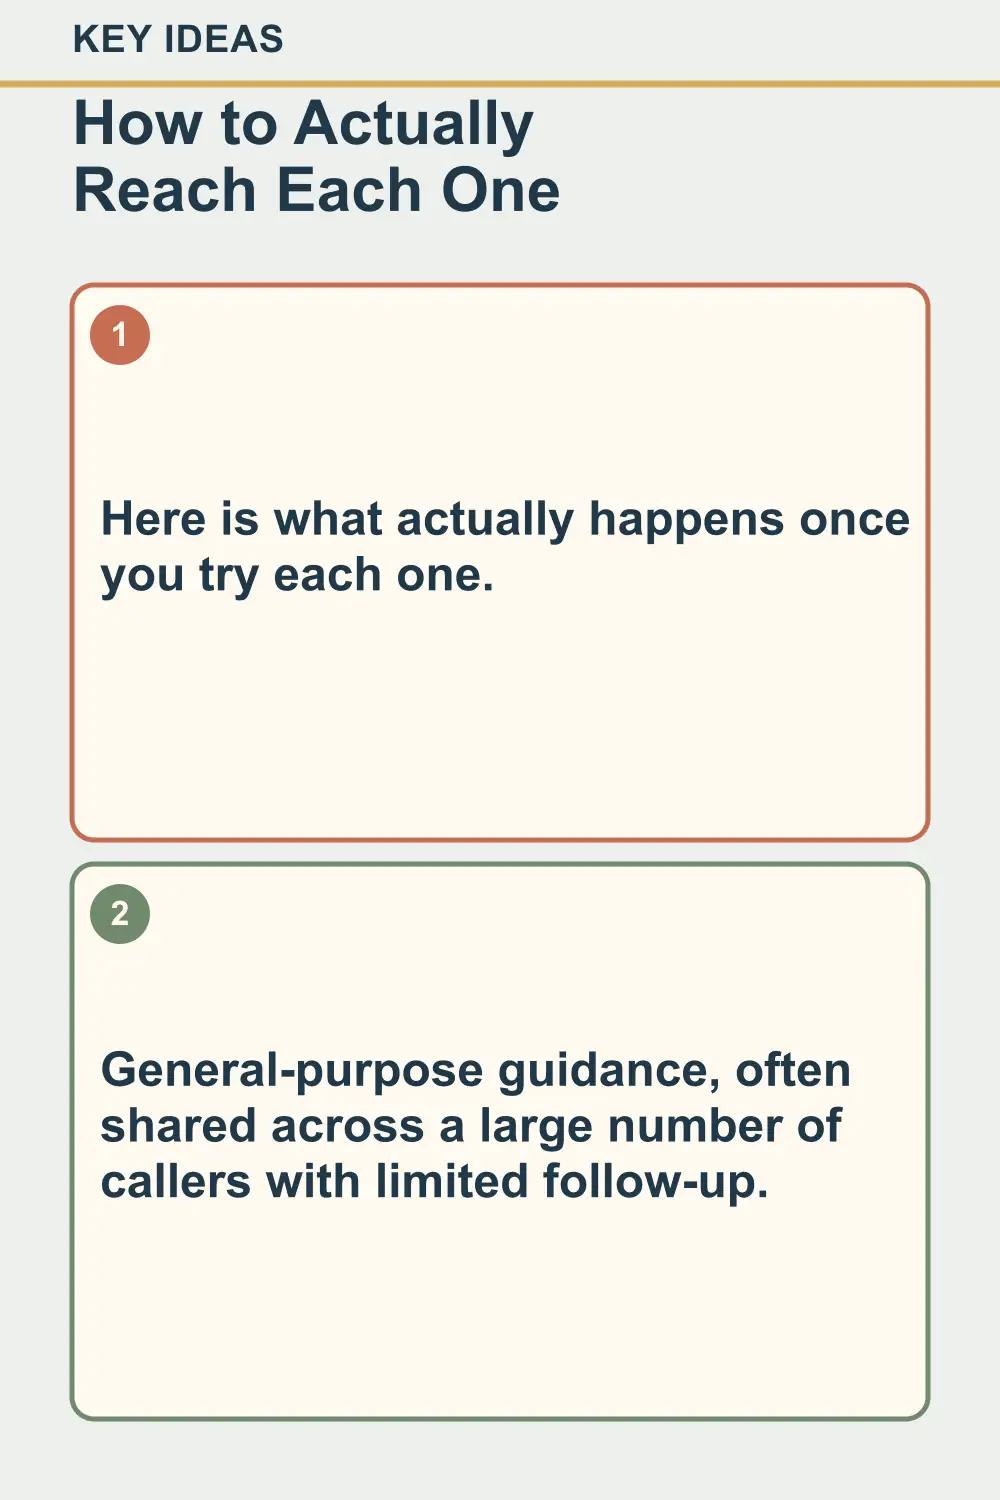 KEY IDEAS
How to Actually
Reach Each One
1
Here is what actually happens once
you try each one.
2
General-purpose guidance, often
shared across a large number of
callers with limited follow-up.